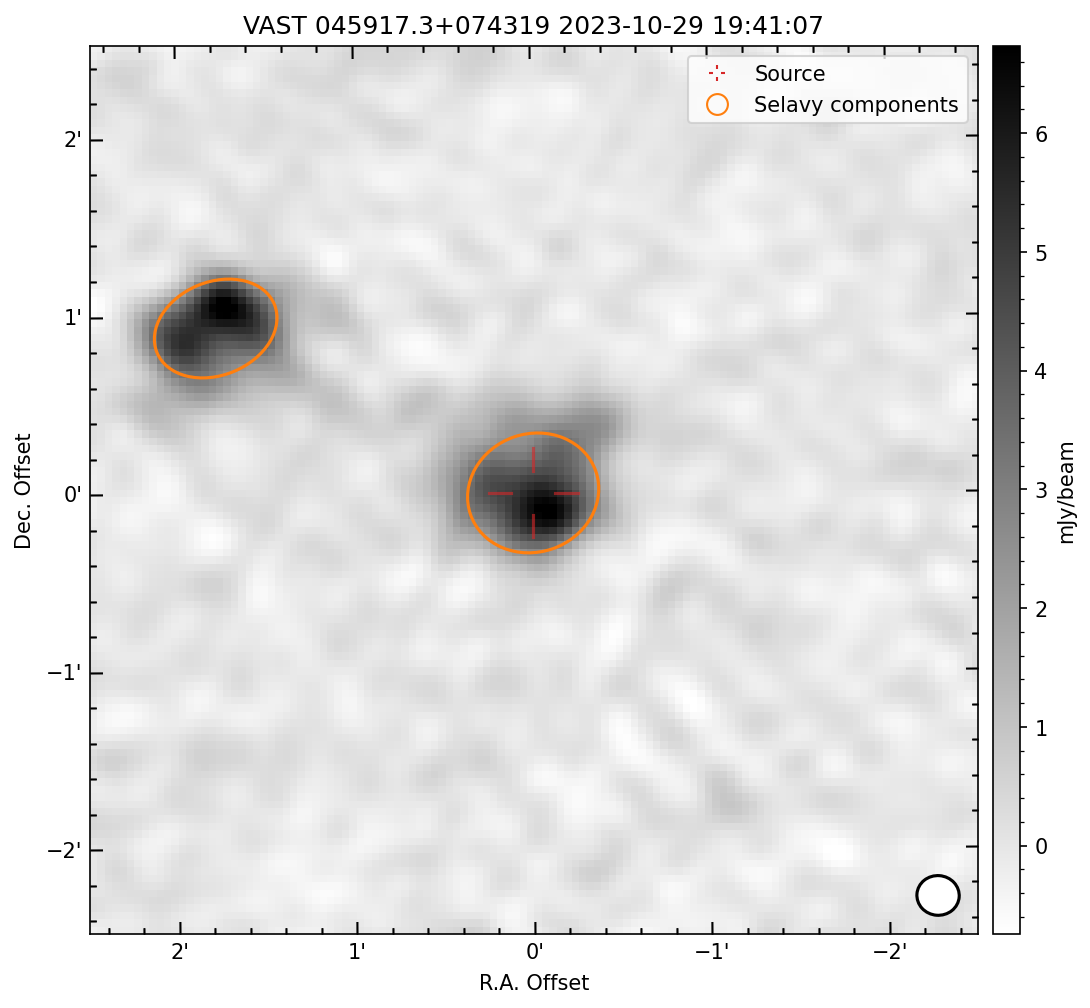 VAST 045917.3+074319 2023-10-29 19:41:07
Source
Selavy components
2'
1'
0'
−1'
−2'
Dec. Offset
2'
1'
0'
−1'
−2'
R.A. Offset
6
5
4
3
2
1
0
mJy/beam